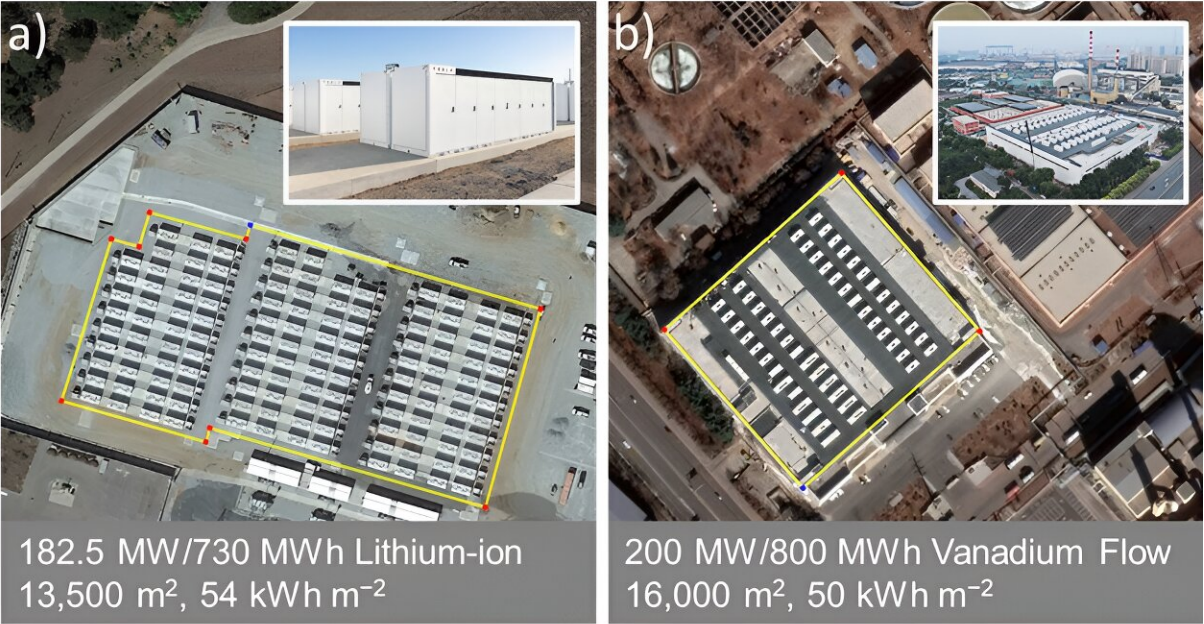 a)
TESLA
182.5 MW/730 MWh Lithium-ion
13,500 m², 54 kWh m⁻²
b)
200 MW/800 MWh Vanadium Flow
16,000 m², 50 kWh m⁻²